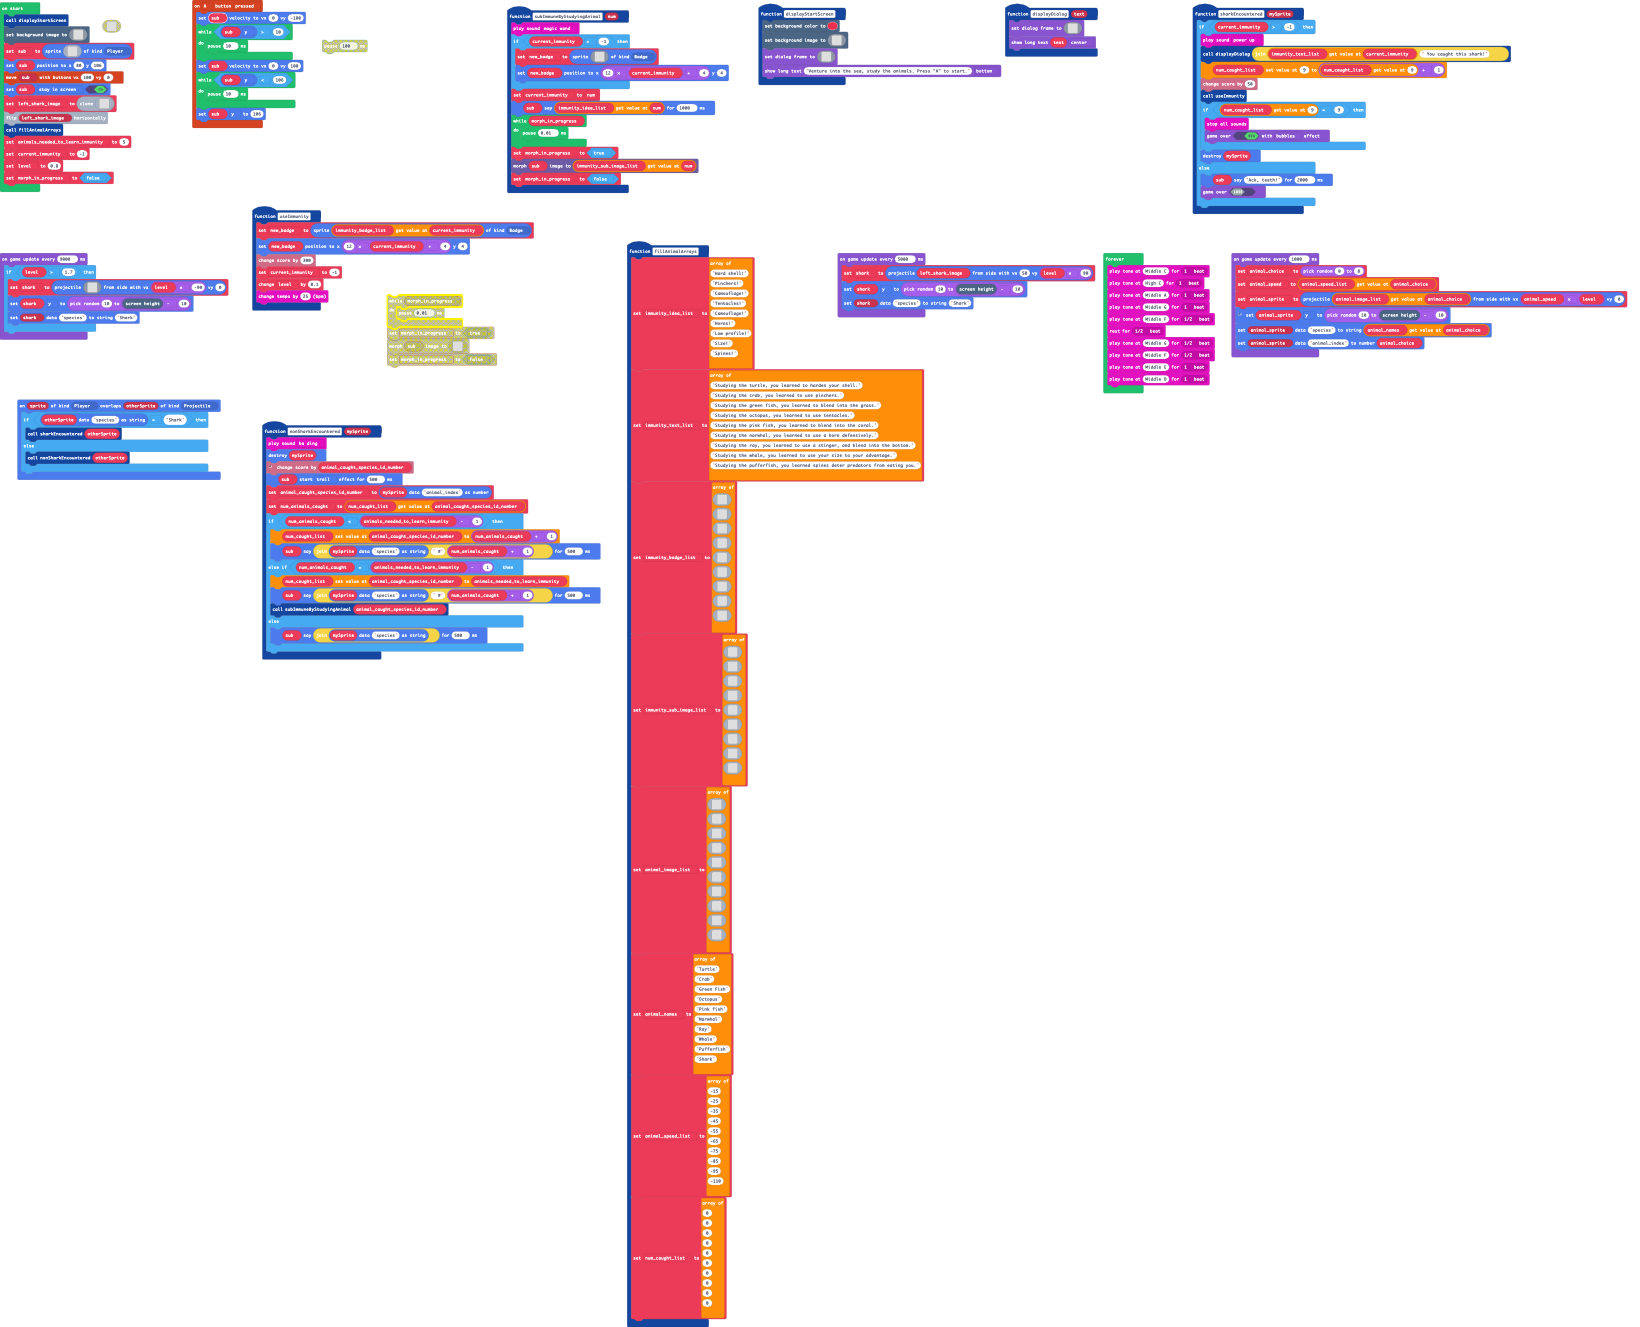 on start
call displayStartScreen
set background image to
set sub to sprite of kind Player
set sub position to x 80 y 106
move sub with buttons vx 100 vy 0
set sub stay in screen
set left_shark_image to clone
flip left_shark_image horizontally
call fillAnimalArrays
set animals_needed_to_learn_immunity to 5
set current_immunity to -1
set level to 0.8
set morph_in_progress to false
on A button pressed
set sub velocity to vx 0 vy -100
while sub y > 10
do pause 10 ms
set sub velocity to vx 0 vy 100
while sub y < 106
do pause 10 ms
set sub y to 106
pause 100 ms
function subImmuneByStudyingAnimal num
play sound magic wand
if current_immunity = -1 then
set new_badge to sprite of kind Badge
set new_badge position to x 12 x current_immunity + 4 y 4
set current_immunity to num
sub say immunity_idea_list get value at num for 1000 ms
while morph_in_progress
do pause 0.01 ms
set morph_in_progress to true
morph sub image to immunity_sub_image_list get value at num
set morph_in_progress to false
function displayStartScreen
set background color to
set background image to
set dialog frame to
show long text "Venture into the sea, study the animals. Press "A" to start." bottom
function displayDialog text
set dialog frame to
show long text text center
function sharkEncountered mySprite
if current_immunity > -1 then
play sound power up
call displayDialog join immunity_text_list get value at current_immunity " You caught this shark!"
num_caught_list set value at 9 to num_caught_list get value at 9 + 1
change score by 50
call useImmunity
if num_caught_list get value at 9 = 9 then
stop all sounds
game over WIN with bubbles effect
destroy mySprite
else
sub say "Ack, teeth!" for 2000 ms
game over LOSE
function useImmunity
set new_badge to sprite immunity_badge_list get value at current_immunity of kind Badge
set new_badge position to x 12 x current_immunity + 4 y 4
change score by 300
set current_immunity to -1
change level by 0.1
change tempo by 15 (bpm)
while morph_in_progress
do pause 0.01 ms
set morph_in_progress to true
morph sub image to
set morph_in_progress to false
on game update every 9000 ms
if level > 1.7 then
set shark to projectile from side with vx level x -90 vy 0
set shark y to pick random 10 to screen height - 10
set shark data "species" to string "Shark"
function fillAnimalArrays
set immunity_idea_list to array of
"Hard shell!"
"Pinchers!"
"Camouflage!"
"Tentacles!"
"Camouflage!"
"Horns!"
"Low profile!"
"Size!"
"Spines!"
set immunity_text_list to array of
"Studying the turtle, you learned to harden your shell."
"Studying the crab, you learned to use pinchers."
"Studying the green fish, you learned to blend into the grass."
"Studying the octopus, you learned to use tentacles."
"Studying the pink fish, you learned to blend into the coral."
"Studying the narwhal, you learned to use a horn defensively."
"Studying the ray, you learned to use a stinger, and blend into the bottom."
"Studying the whale, you learned to use your size to your advantage."
"Studying the pufferfish, you learned spines deter predators from eating you…
set immunity_badge_list to array of
set immunity_sub_image_list to array of
set animal_image_list to array of
set animal_names to array of
"Turtle"
"Crab"
"Green Fish"
"Octopus"
"Pink fish"
"Narwhal"
"Ray"
"Whale"
"Pufferfish"
"Shark"
set animal_speed_list to array of
-15
-25
-35
-45
-55
-65
-75
-85
-95
-110
set num_caught_list to array of
0
0
0
0
0
0
0
0
0
0
on game update every 5000 ms
set shark to projectile left_shark_image from side with vx 50 vy level x 90
set shark y to pick random 10 to screen height - 10
set shark data "species" to string "Shark"
forever
play tone at Middle C for 1 beat
play tone at High C for 1 beat
play tone at Middle A for 1 beat
play tone at Middle G for 1 beat
play tone at Middle F for 1/2 beat
rest for 1/2 beat
play tone at Middle G for 1/2 beat
play tone at Middle F for 1/2 beat
play tone at Middle E for 1 beat
play tone at Middle D for 1 beat
on game update every 1000 ms
set animal_choice to pick random 0 to 8
set animal_speed to animal_speed_list get value at animal_choice
set animal_sprite to projectile animal_image_list get value at animal_choice from side with vx animal_speed x level vy 0
set animal_sprite y to pick random 10 to screen height - 10
set animal_sprite data "species" to string animal_names get value at animal_choice
set animal_sprite data "animal_index" to number animal_choice
on sprite of kind Player overlaps otherSprite of kind Projectile
if otherSprite data "species" as string = "Shark" then
call sharkEncountered otherSprite
else
call nonSharkEncountered otherSprite
function nonSharkEncountered mySprite
play sound ba ding
destroy mySprite
change score by animal_caught_species_id_number
sub start trail effect for 500 ms
set animal_caught_species_id_number to mySprite data "animal_index" as number
set num_animals_caught to num_caught_list get value at animal_caught_species_id_number
if num_animals_caught < animals_needed_to_learn_immunity - 1 then
num_caught_list set value at animal_caught_species_id_number to num_animals_caught + 1
sub say join mySprite data "species" as string " #" num_animals_caught + 1 for 500 ms
else if num_animals_caught = animals_needed_to_learn_immunity - 1 then
num_caught_list set value at animal_caught_species_id_number to animals_needed_to_learn_immunity
sub say join mySprite data "species" as string " #" num_animals_caught + 1 for 500 ms
call subImmuneByStudyingAnimal animal_caught_species_id_number
else
sub say join mySprite data "species" as string for 500 ms